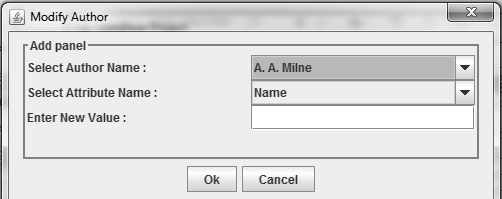 Modify Author
Add panel
Select Author Name : A. A. Milne
Select Attribute Name : Name
Enter New Value :
Ok Cancel